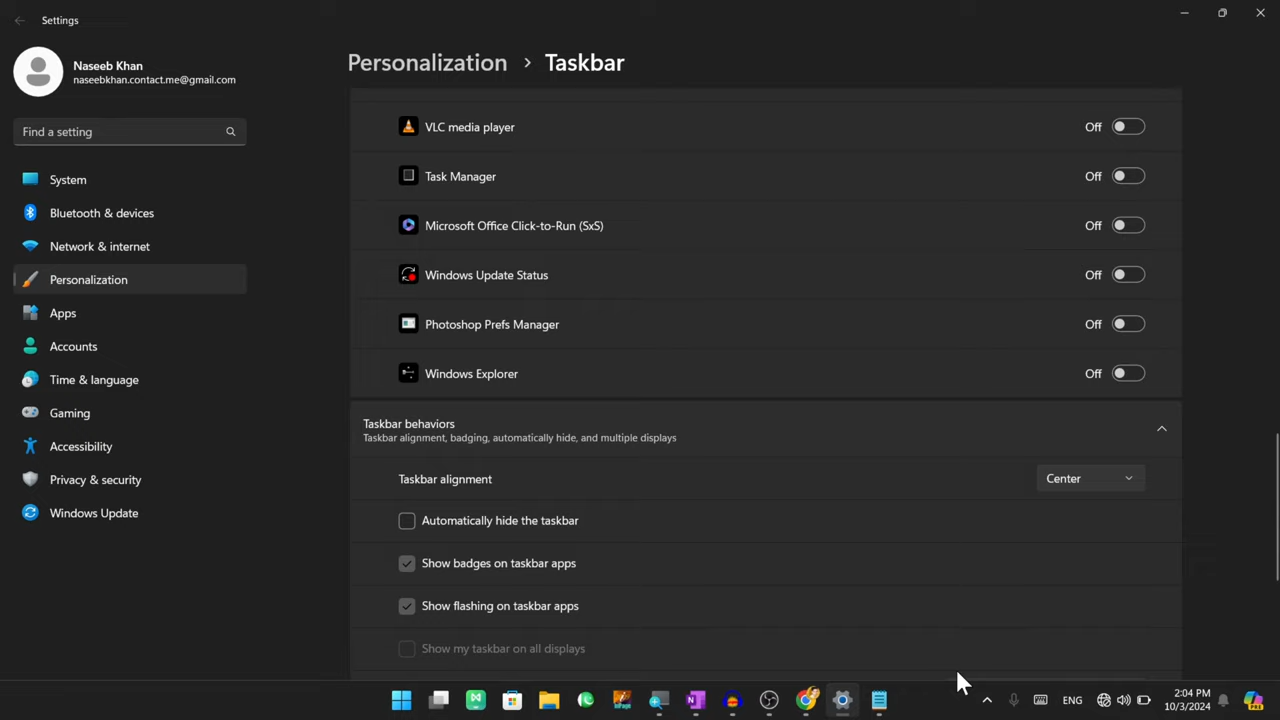 Settings
Naseeb Khan
naseebkhan.contact.me@gmail.com
Find a setting
System
Bluetooth & devices
Network & internet
Personalization
Apps
Accounts
Time & language
Gaming
Accessibility
Privacy & security
Windows Update
Personalization > Taskbar
VLC media player Off
Task Manager Off
Microsoft Office Click-to-Run (SxS) Off
Windows Update Status Off
Photoshop Prefs Manager Off
Windows Explorer Off
Taskbar behaviors
Taskbar alignment, badging, automatically hide, and multiple displays
Taskbar alignment Center
Automatically hide the taskbar
Show badges on taskbar apps
Show flashing on taskbar apps
Show my taskbar on all displays
ENG
2:04 PM
10/3/2024